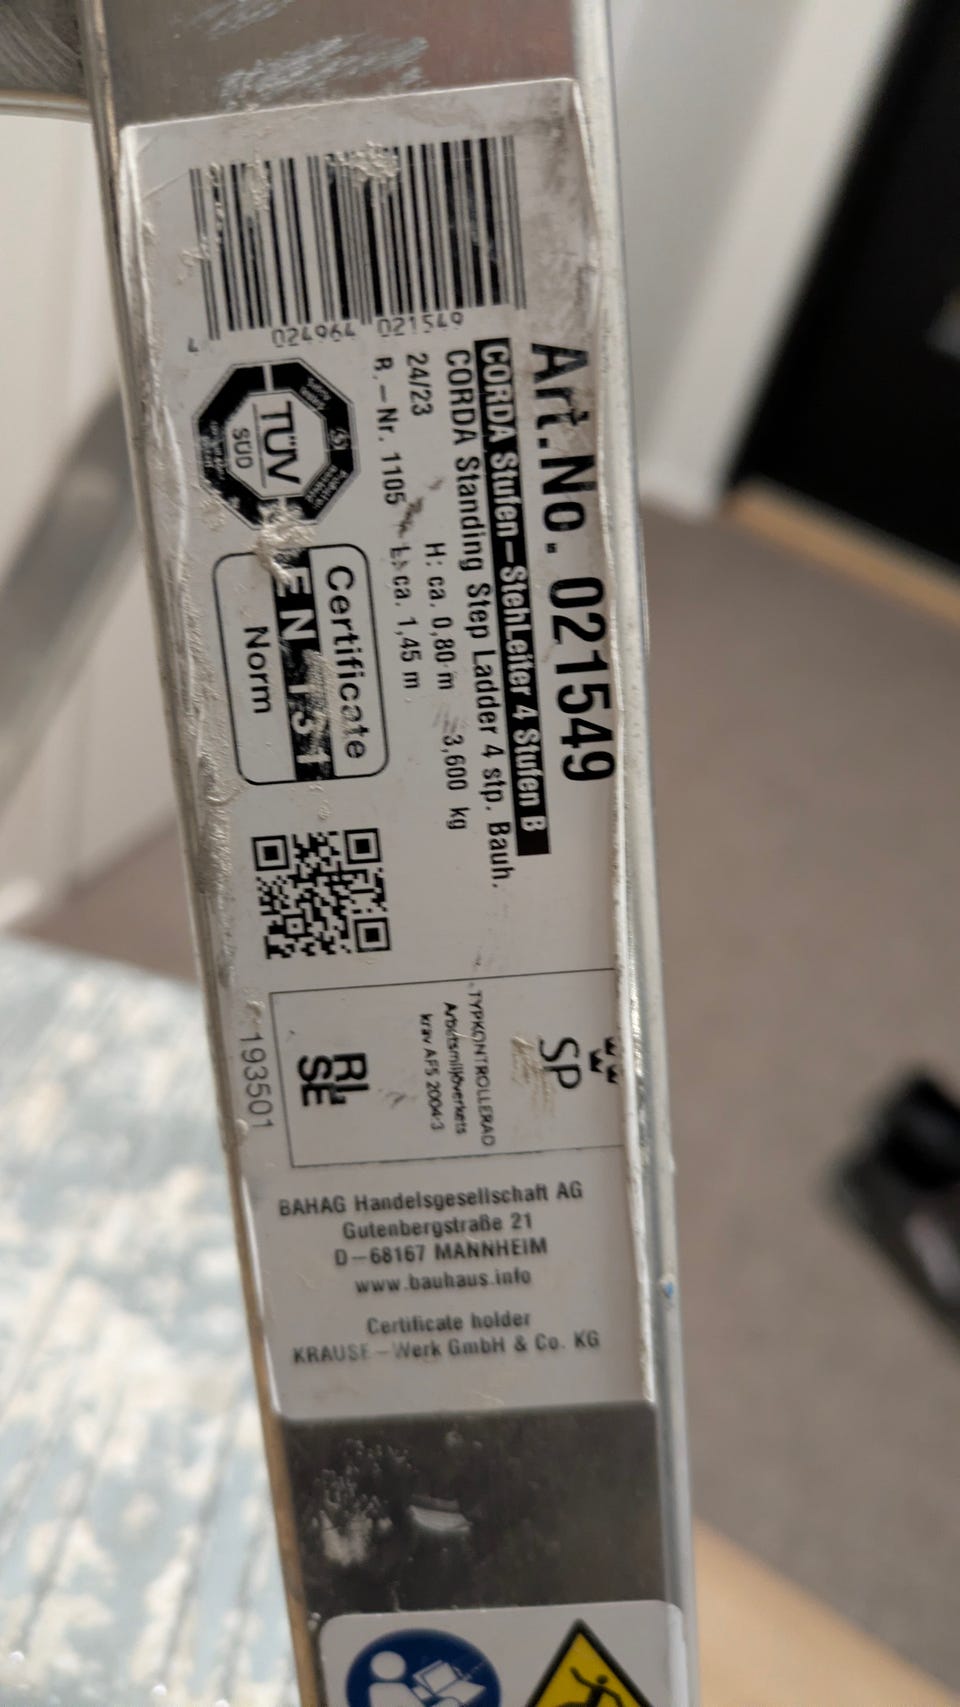 Art.No. 021549
CORDA Stufen-StehLeiter 4 Stufen B
CORDA Standing Step Ladder 4 stp. Bauh.
24/23 H: ca. 0,80 m 3,600 kg
R.-Nr. 1105 L: ca. 1,45 m
4 024964 021549
TÜV
SÜD
Certificate
EN 131
Norm
SP
TYPKONTROLLERAD
Arbetsmiljöverkets
krav AFS 2004:3
RI.
SE
193501
BAHAG Handelsgesellschaft AG
Gutenbergstraße 21
D-68167 MANNHEIM
www.bauhaus.info
Certificate holder
KRAUSE-Werk GmbH & Co. KG